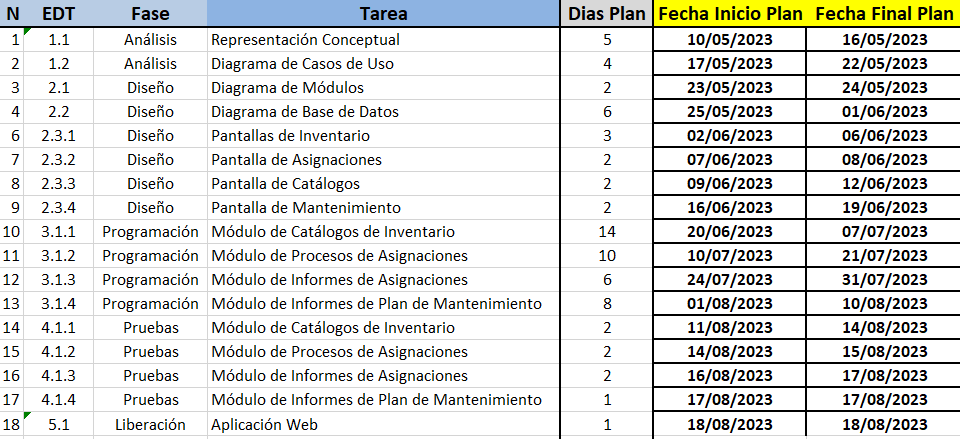 N EDT Fase Tarea Dias Plan Fecha Inicio Plan Fecha Final Plan
1 1.1 Análisis Representación Conceptual 5 10/05/2023 16/05/2023
2 1.2 Análisis Diagrama de Casos de Uso 4 17/05/2023 22/05/2023
3 2.1 Diseño Diagrama de Módulos 2 23/05/2023 24/05/2023
4 2.2 Diseño Diagrama de Base de Datos 6 25/05/2023 01/06/2023
6 2.3.1 Diseño Pantallas de Inventario 3 02/06/2023 06/06/2023
7 2.3.2 Diseño Pantalla de Asignaciones 2 07/06/2023 08/06/2023
8 2.3.3 Diseño Pantalla de Catálogos 2 09/06/2023 12/06/2023
9 2.3.4 Diseño Pantalla de Mantenimiento 2 16/06/2023 19/06/2023
10 3.1.1 Programación Módulo de Catálogos de Inventario 14 20/06/2023 07/07/2023
11 3.1.2 Programación Módulo de Procesos de Asignaciones 10 10/07/2023 21/07/2023
12 3.1.3 Programación Módulo de Informes de Asignaciones 6 24/07/2023 31/07/2023
13 3.1.4 Programación Módulo de Informes de Plan de Mantenimiento 8 01/08/2023 10/08/2023
14 4.1.1 Pruebas Módulo de Catálogos de Inventario 2 11/08/2023 14/08/2023
15 4.1.2 Pruebas Módulo de Procesos de Asignaciones 2 14/08/2023 15/08/2023
16 4.1.3 Pruebas Módulo de Informes de Asignaciones 2 16/08/2023 17/08/2023
17 4.1.4 Pruebas Módulo de Informes de Plan de Mantenimiento 1 17/08/2023 17/08/2023
18 5.1 Liberación Aplicación Web 1 18/08/2023 18/08/2023